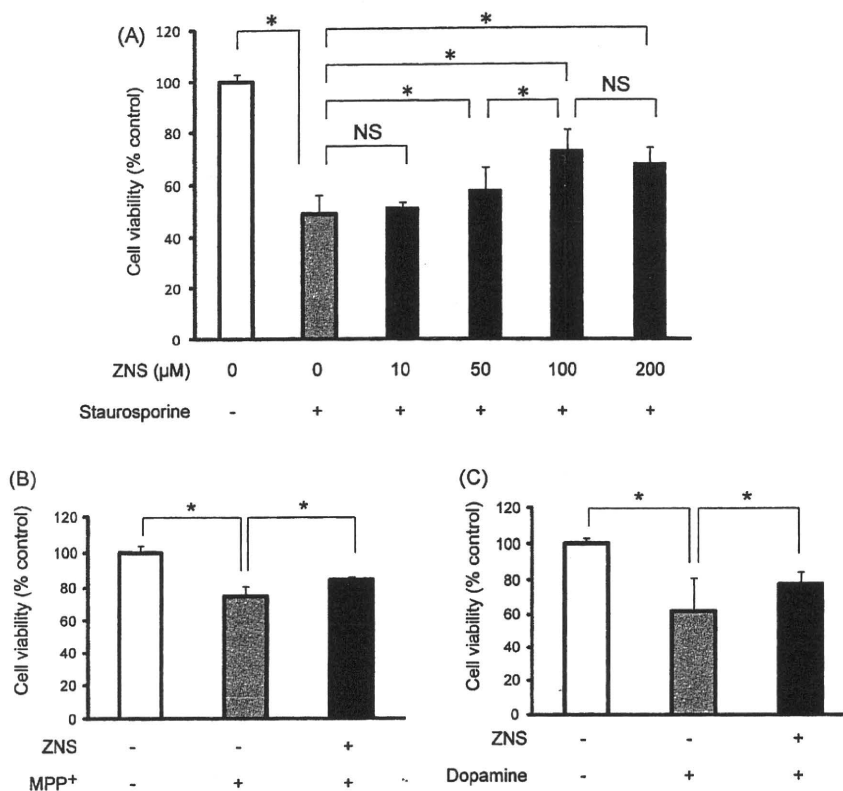 (A)
Cell viability (% control)
120
100
80
60
40
20
0
*
*
*
*
*
NS
NS
ZNS (μM) 0 0 10 50 100 200
Staurosporine - + + + + +
(B)
Cell viability (% control)
120
100
80
60
40
20
0
* *
ZNS - - +
MPP+ - + +
(C)
Cell viability (% control)
120
100
80
60
40
20
0
* *
ZNS - - +
Dopamine - + +